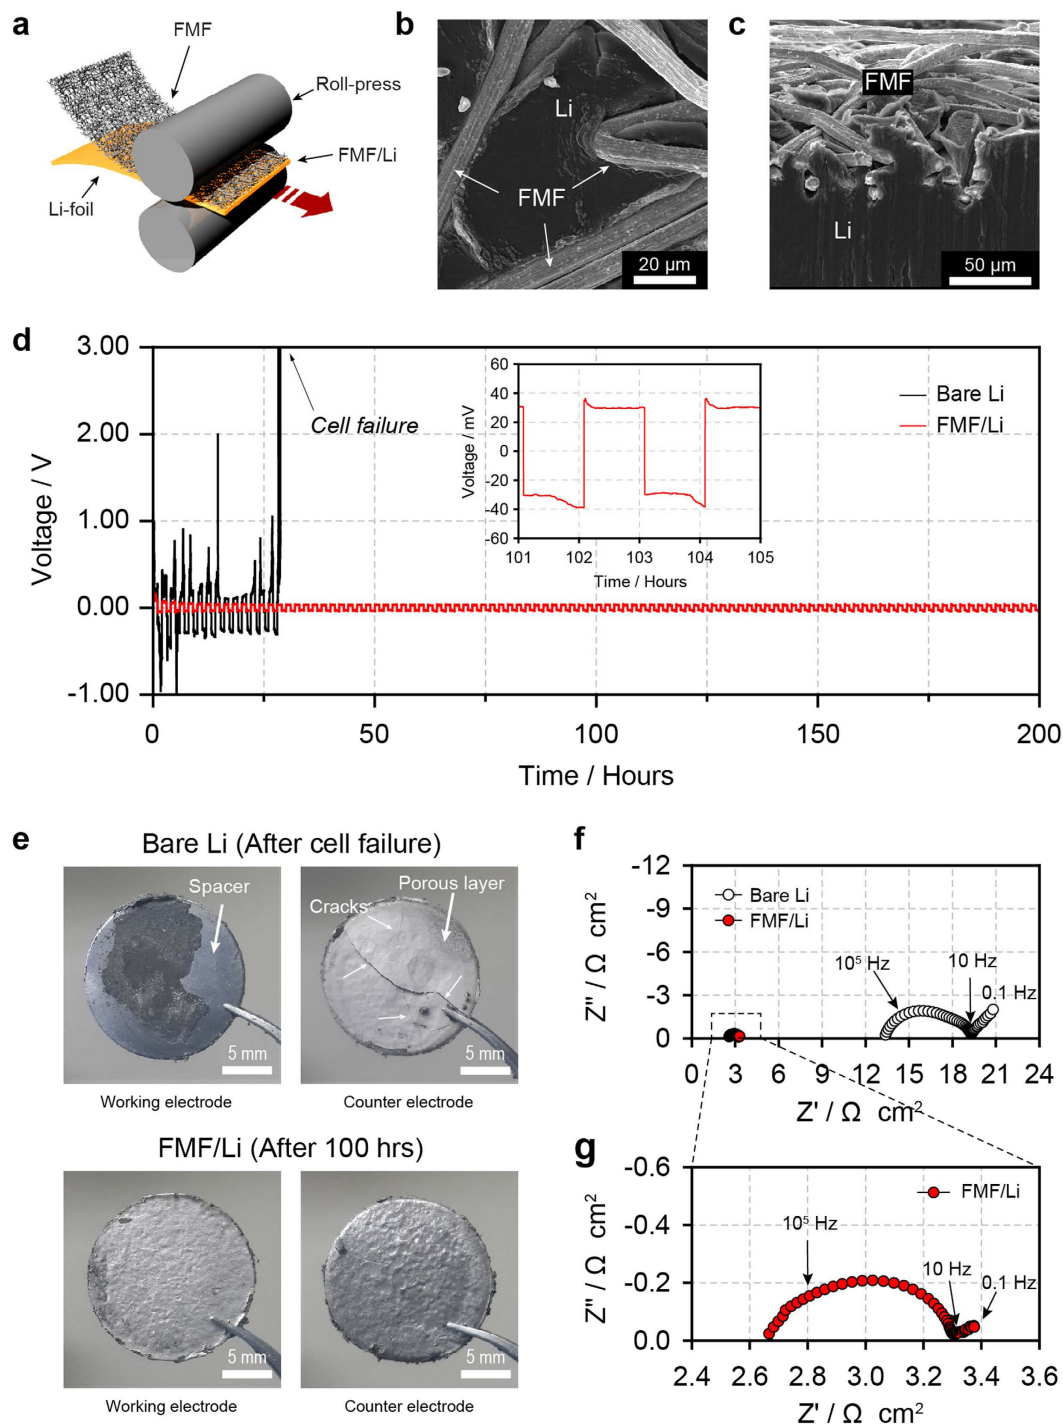 a
FMF
Roll-press
FMF/Li
Li-foil
b
Li
FMF
20 μm
c
FMF
Li
50 μm
d
3.00
2.00
1.00
0.00
-1.00
Voltage / V
0
50
100
150
200
Time / Hours
Cell failure
Bare Li
FMF/Li
60
40
20
0
-20
-40
-60
Voltage / mV
101
102
103
104
105
Time / Hours
e
Bare Li (After cell failure)
Spacer
5 mm
Working electrode
Porous layer
Cracks
5 mm
Counter electrode
FMF/Li (After 100 hrs)
5 mm
Working electrode
5 mm
Counter electrode
f
-12
-9
-6
-3
0
Z'' / Ω cm²
Bare Li
FMF/Li
10⁵ Hz
10 Hz
0.1 Hz
0
3
6
9
12
15
18
21
24
Z' / Ω cm²
g
-0.6
-0.4
-0.2
0.0
Z'' / Ω cm²
FMF/Li
10⁵ Hz
10 Hz
0.1 Hz
2.4
2.6
2.8
3.0
3.2
3.4
3.6
Z' / Ω cm²